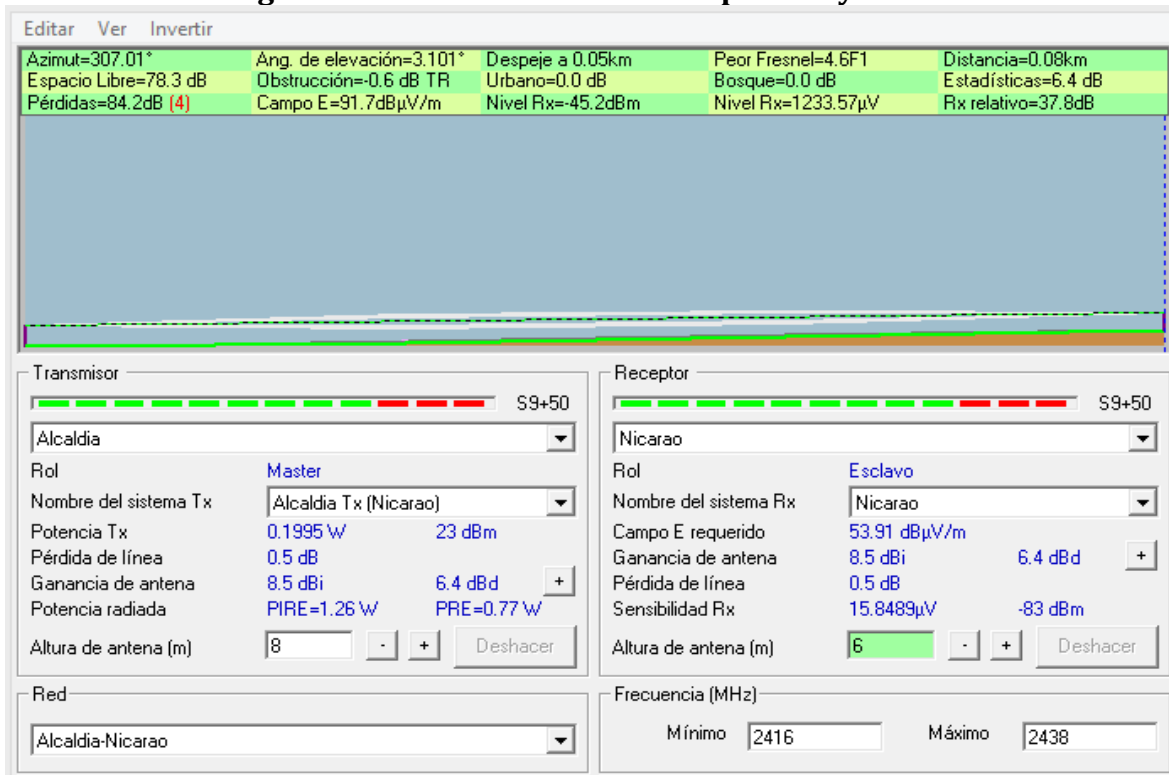 Editar Ver Invertir
Azimut=307.01° Ang. de elevación=3.101° Despeje a 0.05km Peor Fresnel=4.6F1 Distancia=0.08km
Espacio Libre=78.3 dB Obstrucción=-0.6 dB TR Urbano=0.0 dB Bosque=0.0 dB Estadísticas=6.4 dB
Pérdidas=84.2dB (4) Campo E=91.7dBµV/m Nivel Rx=-45.2dBm Nivel Rx=1233.57µV Rx relativo=37.8dB
Transmisor
S9+50
Alcaldia
Rol Master
Nombre del sistema Tx Alcaldia Tx (Nicarao)
Potencia Tx 0.1995 W 23 dBm
Pérdida de línea 0.5 dB
Ganancia de antena 8.5 dBi 6.4 dBd +
Potencia radiada PIRE=1.26 W PRE=0.77 W
Altura de antena (m) 8 - + Deshacer
Red
Alcaldia-Nicarao
Receptor
S9+50
Nicarao
Rol Esclavo
Nombre del sistema Rx Nicarao
Campo E requerido 53.91 dBµV/m
Ganancia de antena 8.5 dBi 6.4 dBd +
Pérdida de línea 0.5 dB
Sensibilidad Rx 15.8489µV -83 dBm
Altura de antena (m) 6 - + Deshacer
Frecuencia (MHz)
Mínimo 2416 Máximo 2438